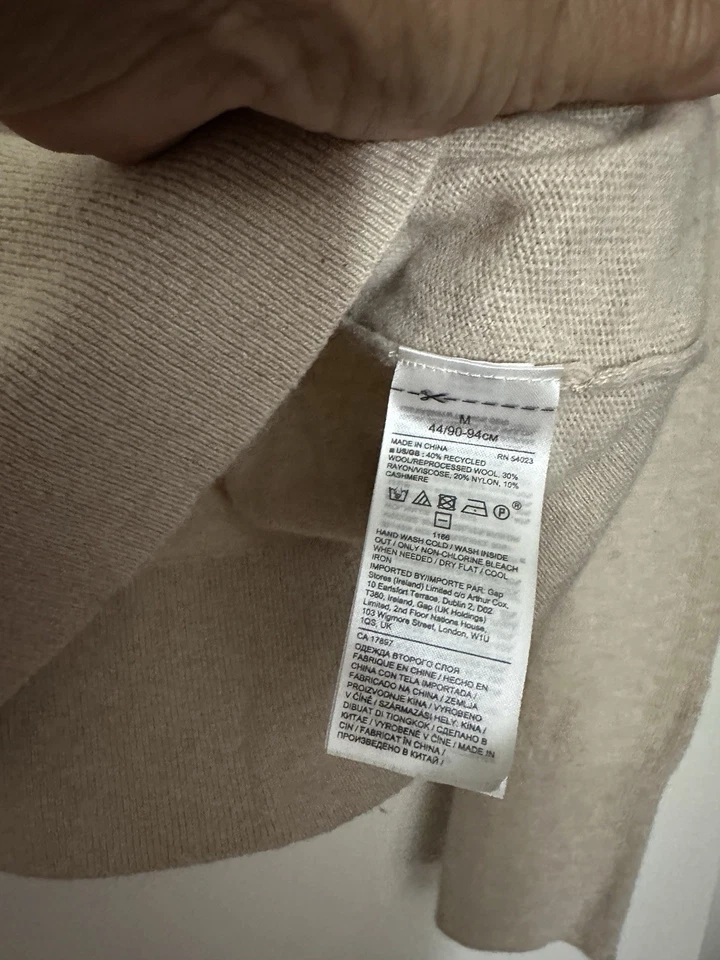 M
44/90-94см
MADE IN CHINA RN 54023
US/GB : 40% RECYCLED
WOOL/REPROCESSED WOOL, 30%
RAYON/VISCOSE, 20% NYLON, 10%
CASHMERE
P ®
1166
HAND WASH COLD / WASH INSIDE
OUT / ONLY NON-CHLORINE BLEACH
WHEN NEEDED / DRY FLAT / COOL
IRON
IMPORTED BY/IMPORTE PAR: Gap
Stores (Ireland) Limited c/o Arthur Cox,
10 Earlsfort Terrace, Dublin 2, D02
T380, Ireland, Gap (UK Holdings)
Limited, 2nd Floor Nations House,
103 Wigmore Street, London, W1U
1QS, UK
CA 17897
ОДЕЖДА ВТОРОГО СЛОЯ
FABRIQUE EN CHINE / HECHO EN
CHINA CON TELA IMPORTADA /
FABRICADO NA CHINA / ZEMLJA
PROIZVODNJE KINA / VYROBENO
V ČÍNĚ / SZÁRMAZÁSI HELY: KÍNA /
DIBUAT DI TIONGKOK / СДЕЛАНО В
КИТАЕ / VYROBENÉ V ČÍNE / MADE IN
CIN / FABRICAT ÎN CHINA /
ПРОИЗВЕДЕНО В КИТАЙ /